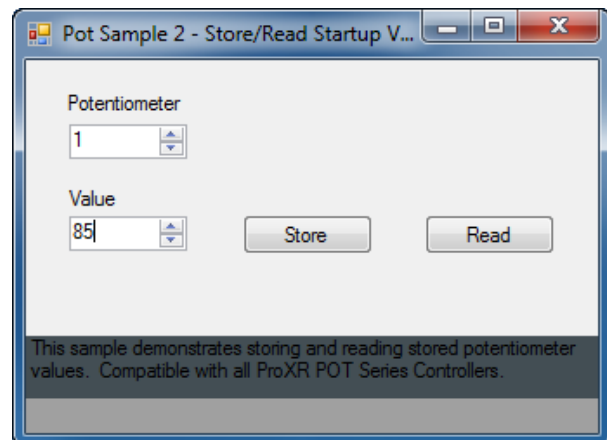 Pot Sample 2 - Store/Read Startup V...
Potentiometer
1
Value
85
Store
Read
This sample demonstrates storing and reading stored potentiometer
values.  Compatible with all ProXR POT Series Controllers.